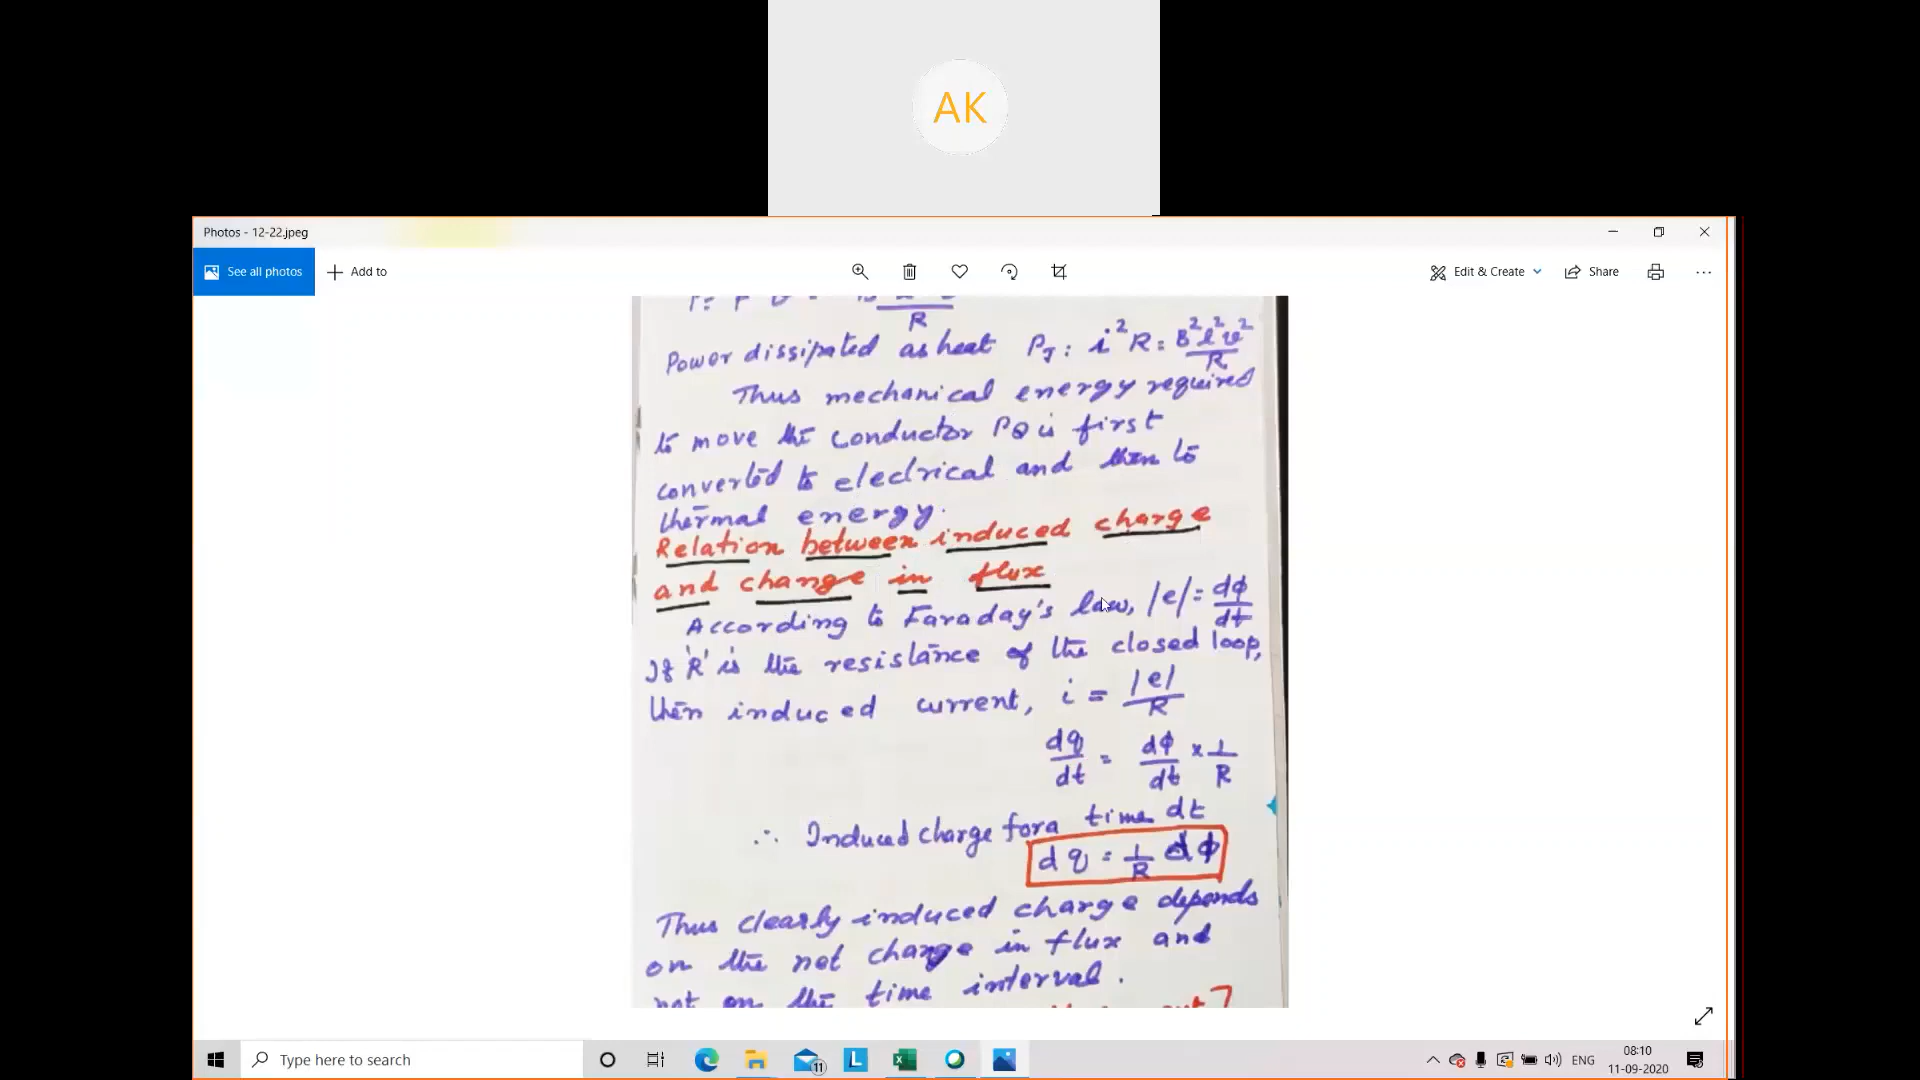 AK
Photos - 12-22.jpeg
See all photos
Add to
Edit & Create
Share
R
Power dissipated as heat P_J : i²R = B²l²v²/R
Thus mechanical energy required
to move the conductor PQ is first
converted to electrical and then to
thermal energy.
Relation between induced charge
and change in flux
According to Faraday's law, |e| = dϕ/dt
If 'R' is the resistance of the closed loop,
then induced current, i = |e|/R
dq/dt = dϕ/dt × 1/R
∴ Induced charge for a time dt
dq = 1/R dϕ
Thus clearly induced charge depends
on the net change in flux and
not on the time interval.
Type here to search
11
L
ENG
08:10
11-09-2020